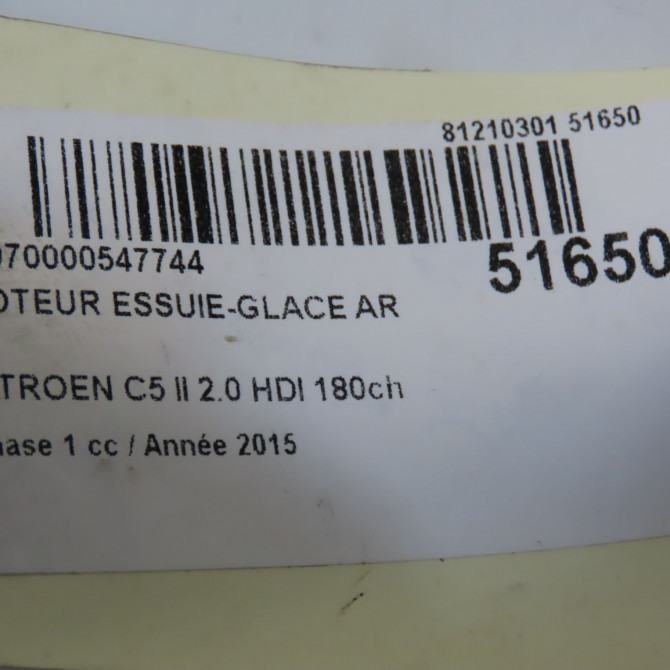 81210301 51650
070000547744
51650
OTEUR ESSUIE-GLACE AR
TROEN C5 II 2.0 HDI 180ch
hase 1 cc / Année 2015